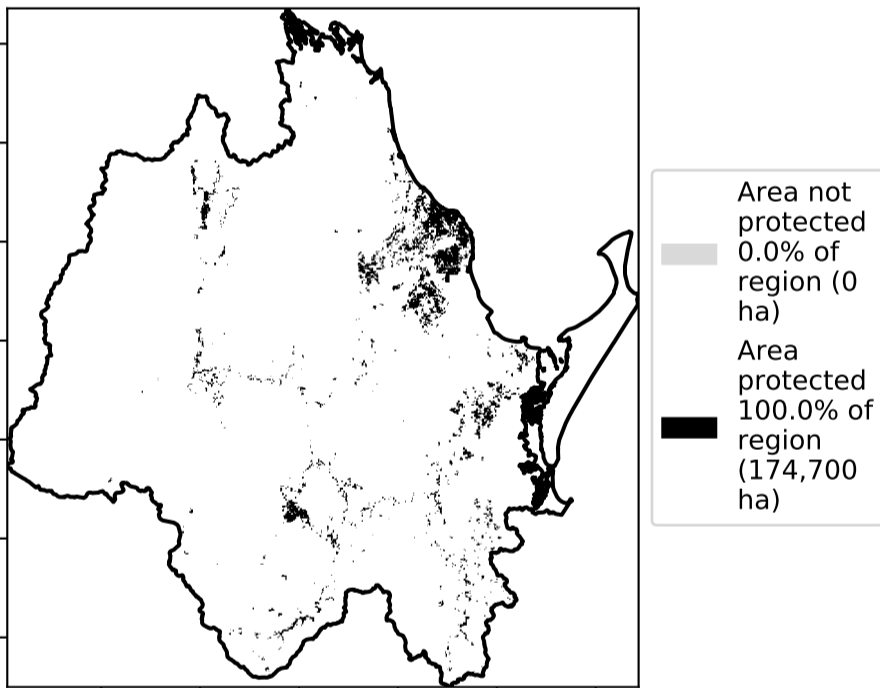 Area not
protected
0.0% of
region (0
ha)
Area
protected
100.0% of
region
(174,700
ha)